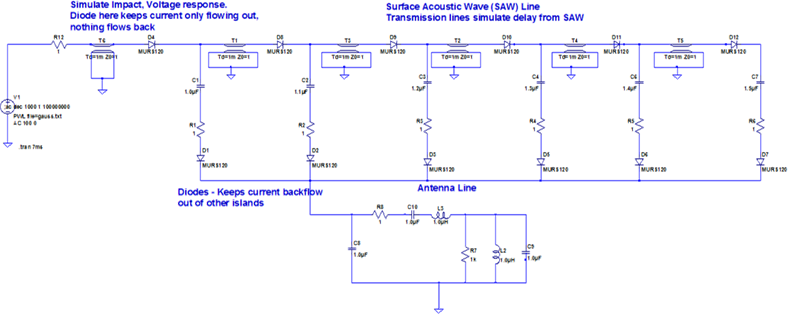 Simulate Impact, Voltage response.
Diode here keeps current only flowing out,
nothing flows back
Surface Acoustic Wave (SAW) Line
Transmission lines simulate delay from SAW
R12
1
T6
Td=1m Z0=1
D4
MURS120
T1
Td=1m Z0=1
D8
MURS120
T3
Td=1m Z0=1
D9
MURS120
T2
Td=1m Z0=1
D10
MURS120
T4
Td=1m Z0=1
D11
MURS120
T5
Td=1m Z0=1
D12
MURS120
C1
1.0µF
C2
1.1µF
C3
1.2µF
C4
1.3µF
C6
1.4µF
C7
1.5µF
V1
PWL file=gauss.txt
AC 100 0
.tran 7ms
R1
1
R2
1
R3
1
R4
1
R5
1
R6
1
D1
MURS120
D2
MURS120
D3
MURS120
D5
MURS120
D6
MURS120
D7
MURS120
Diodes - Keeps current backflow
out of other islands
Antenna Line
R8
1
C10
1.0µF
L3
1.0µH
C8
1.0µF
R7
1k
L2
1.0µH
C9
1.0µF